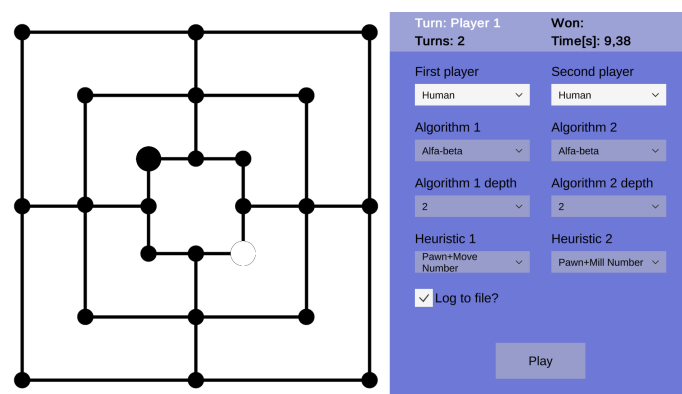 Turn: Player 1 Won:
Turns: 2 Time[s]: 9,38
First player Second player
Human Human
Algorithm 1 Algorithm 2
Alfa-beta Alfa-beta
Algorithm 1 depth Algorithm 2 depth
2 2
Heuristic 1 Heuristic 2
Pawn+Move
Number
Pawn+Mill Number
Log to file?
Play